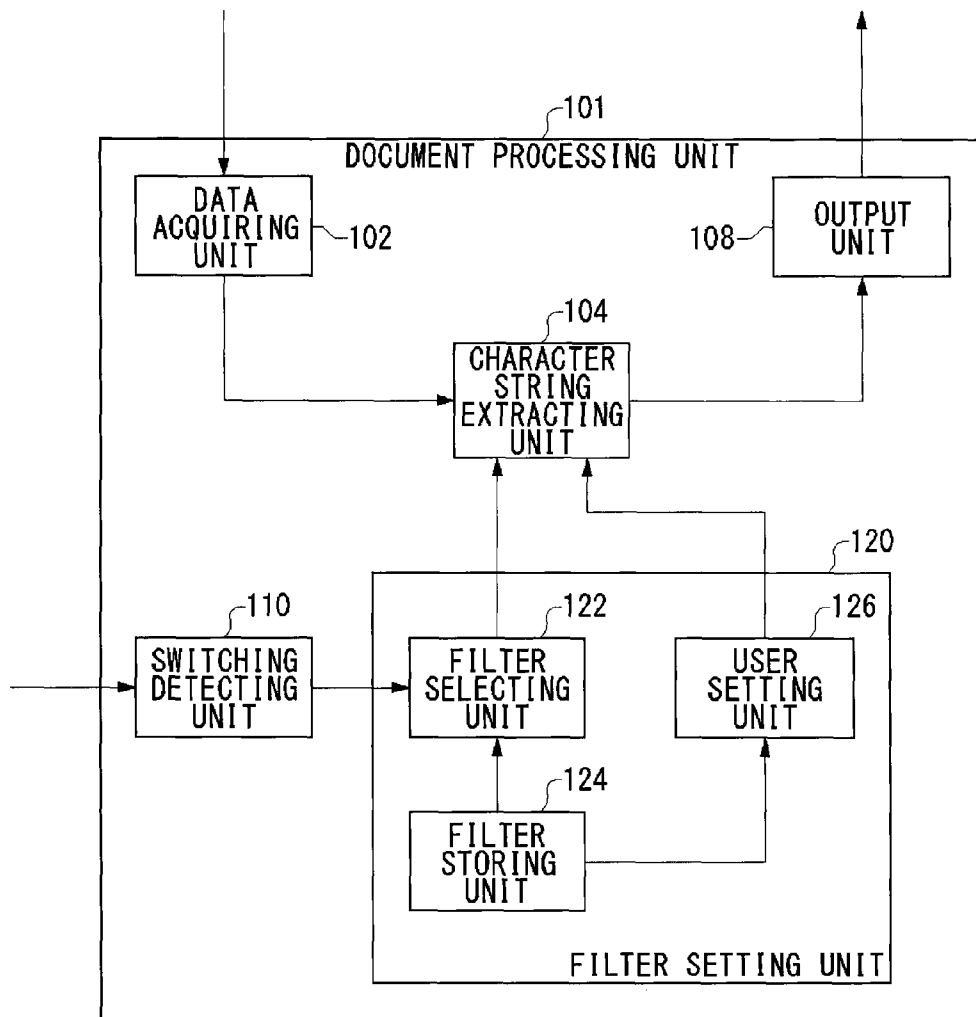 101
DOCUMENT PROCESSING UNIT
DATA
ACQUIRING
UNIT
102
108
OUTPUT
UNIT
104
CHARACTER
STRING
EXTRACTING
UNIT
120
110
SWITCHING
DETECTING
UNIT
122
FILTER
SELECTING
UNIT
126
USER
SETTING
UNIT
124
FILTER
STORING
UNIT
FILTER SETTING UNIT